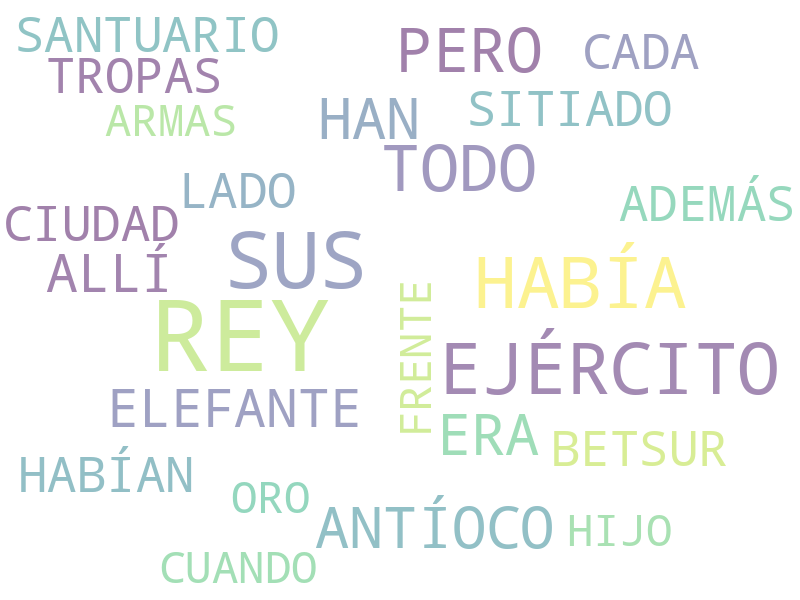 SANTUARIO
PERO
CADA
TROPAS
ARMAS
HAN
SITIADO
TODO
LADO
ADEMÁS
CIUDAD
SUS
ALLÍ
HABÍA
REY
FRENTE
EJÉRCITO
ELEFANTE
ERA
BETSUR
HABÍAN
ORO
ANTÍOCO
HIJO
CUANDO